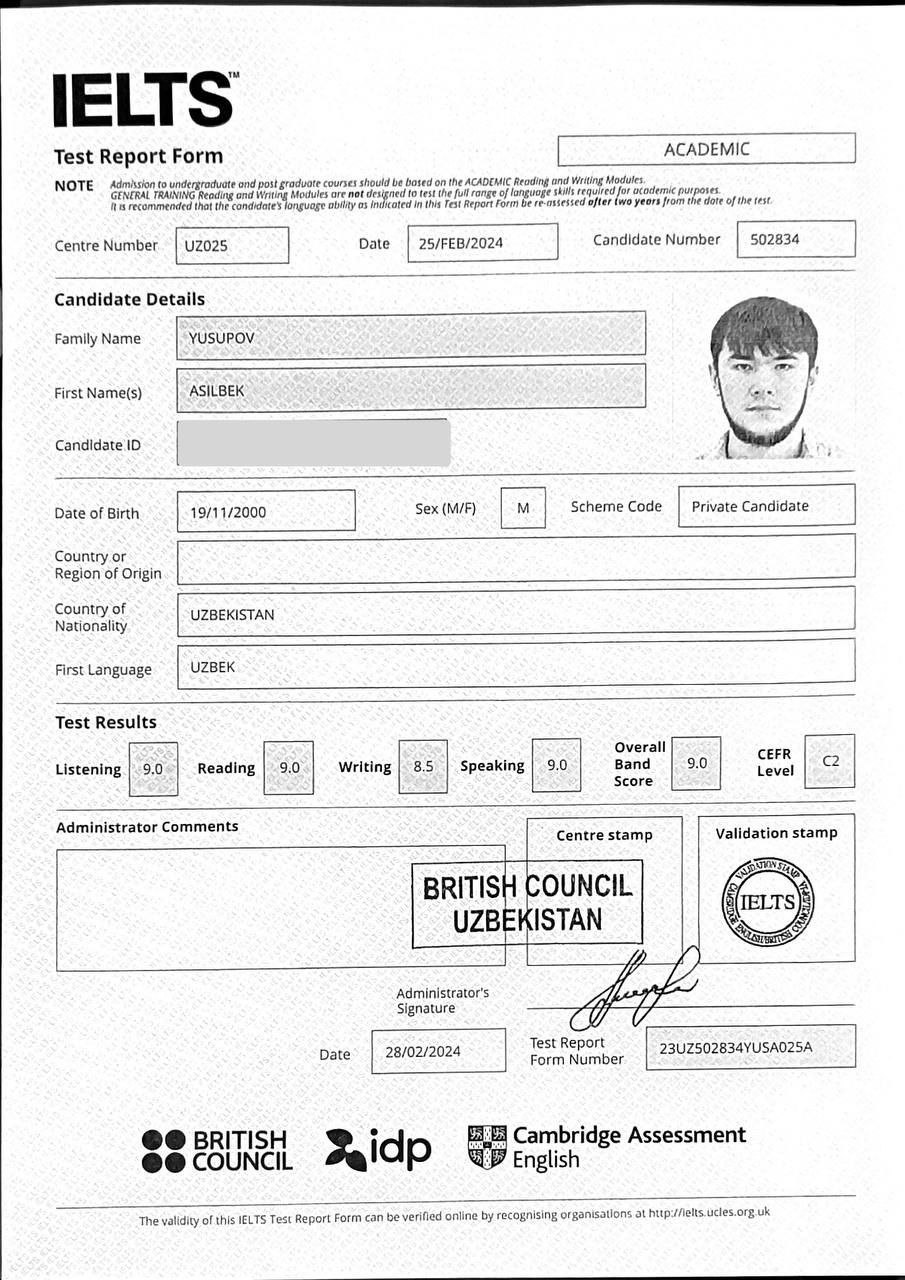 IELTS™
Test Report Form
ACADEMIC
NOTE Admission to undergraduate and post graduate courses should be based on the ACADEMIC Reading and Writing Modules.
GENERAL TRAINING Reading and Writing Modules are not designed to test the full range of language skills required for academic purposes.
It is recommended that the candidate's language ability as indicated in this Test Report Form be re-assessed after two years from the date of the test.
Centre Number UZ025 Date 25/FEB/2024 Candidate Number 502834
Candidate Details
Family Name YUSUPOV
First Name(s) ASILBEK
Candidate ID
Date of Birth 19/11/2000 Sex (M/F) M Scheme Code Private Candidate
Country or
Region of Origin
Country of
Nationality UZBEKISTAN
First Language UZBEK
Test Results
Listening 9.0 Reading 9.0 Writing 8.5 Speaking 9.0 Overall Band Score 9.0 CEFR Level C2
Administrator Comments
Centre stamp
Validation stamp
BRITISH COUNCIL
UZBEKISTAN
VALIDATION STAMP
IELTS
CAMBRIDGE ENGLISH/BRITISH COUNCIL/IDP:IA
Administrator's
Signature
Date 28/02/2024
Test Report
Form Number 23UZ502834YUSA025A
BRITISH
COUNCIL
idp
Cambridge Assessment
English
The validity of this IELTS Test Report Form can be verified online by recognising organisations at http://ielts.ucles.org.uk